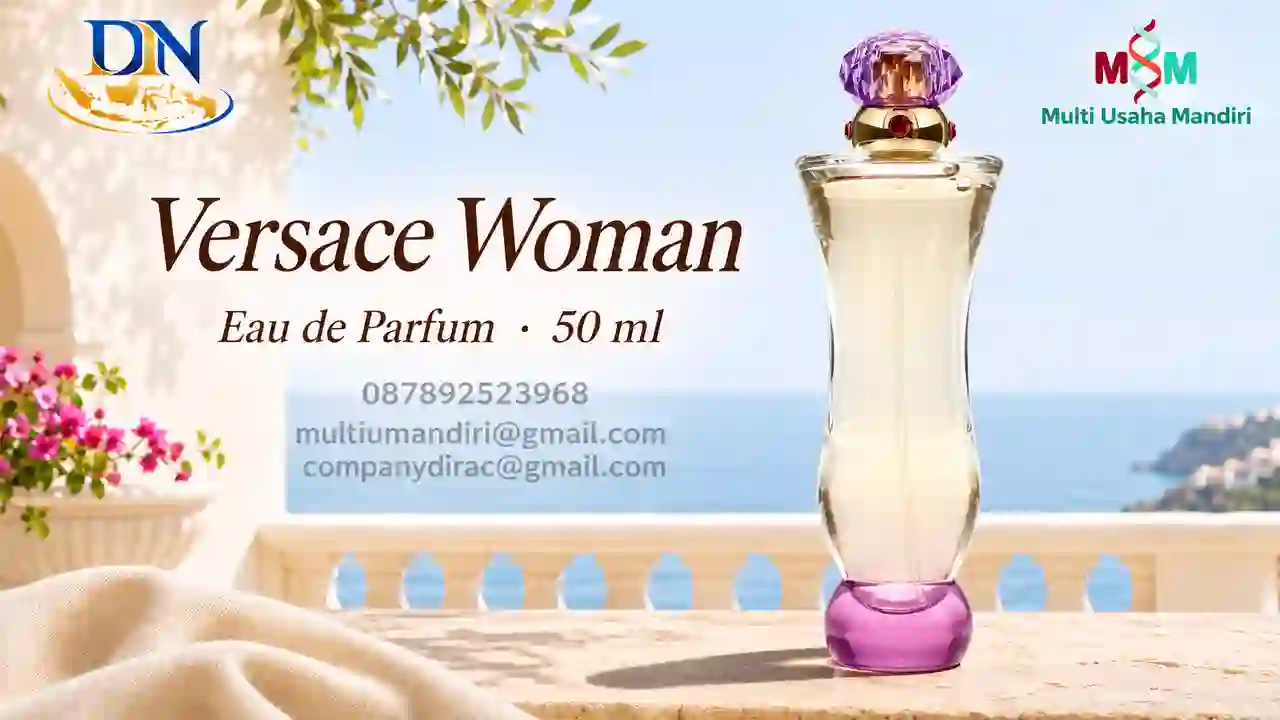 DN
MSM
Multi Usaha Mandiri
Versace Woman
Eau de Parfum · 50 ml
087892523968
multiumandiri@gmail.com
companydirac@gmail.com